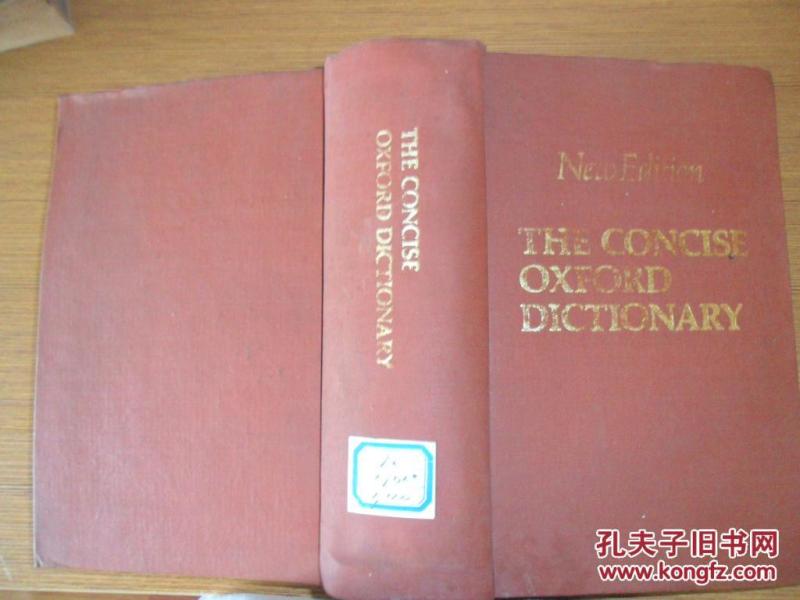 THE CONCISE
OXFORD DICTIONARY
New Edition
THE CONCISE
OXFORD
DICTIONARY
孔夫子旧书网
www.kongfz.com